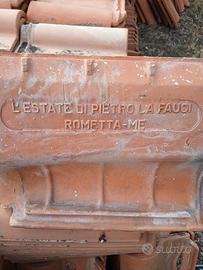 L'ESTATE DI PIETRO LA FAUCI
ROMETTA-ME
subito